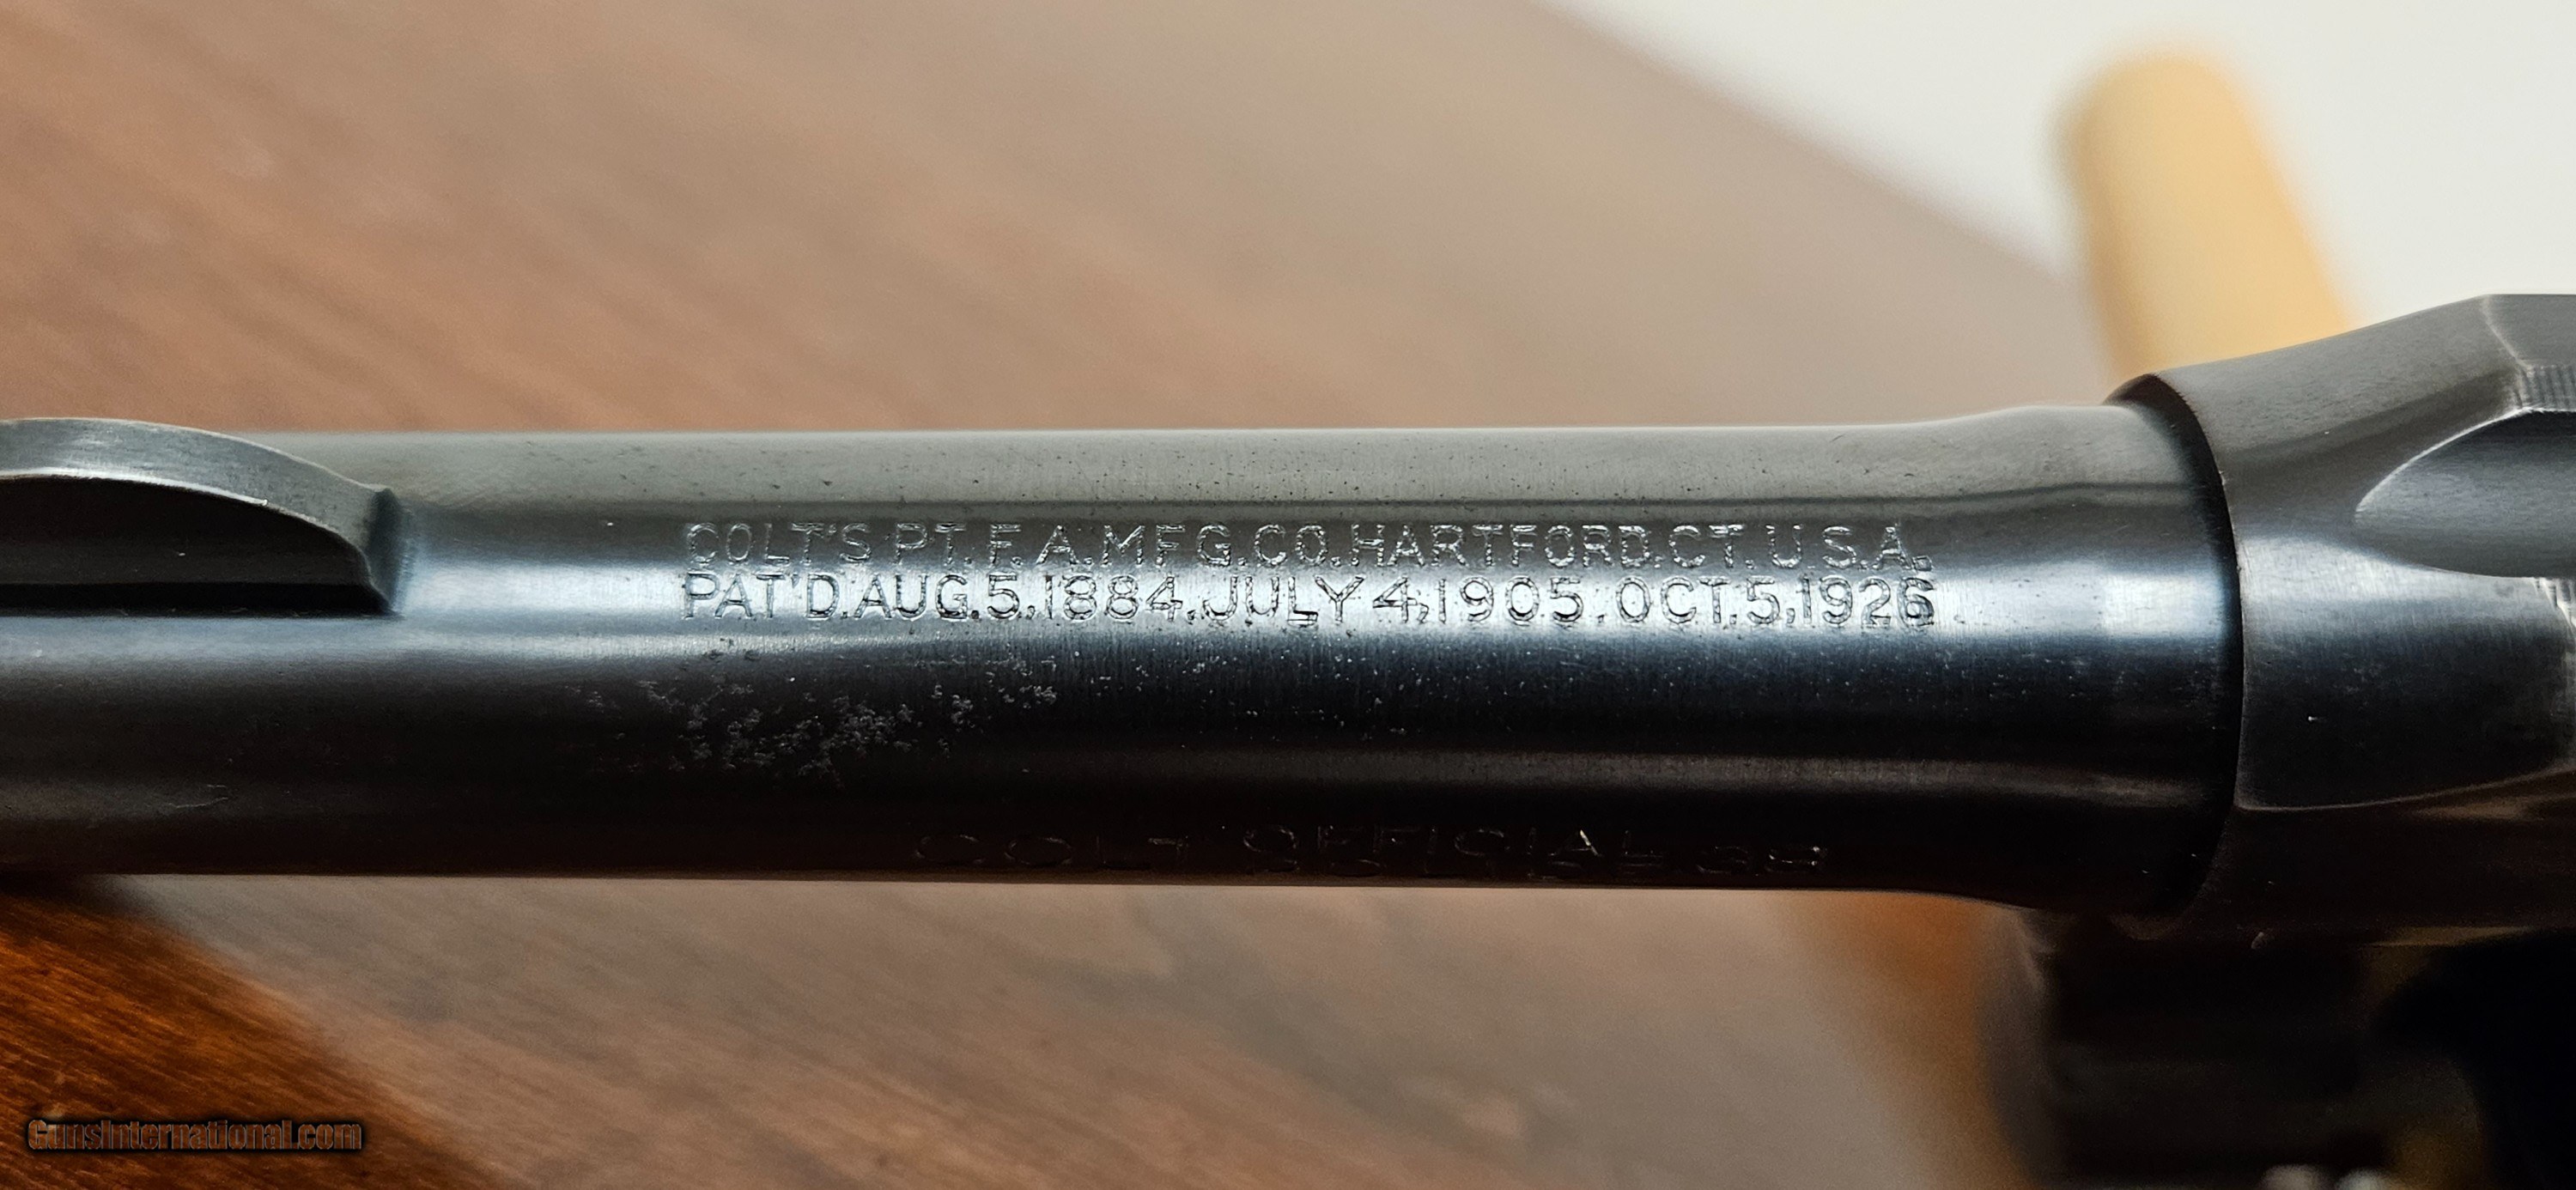 COLT'S PT. F. A. MFG. CO. HARTFORD. CT. U.S.A.
PAT'D. AUG. 5, 1884. JULY 4, 1905. OCT. 5, 1926
COLT OFFICIAL
GunsInternational.com